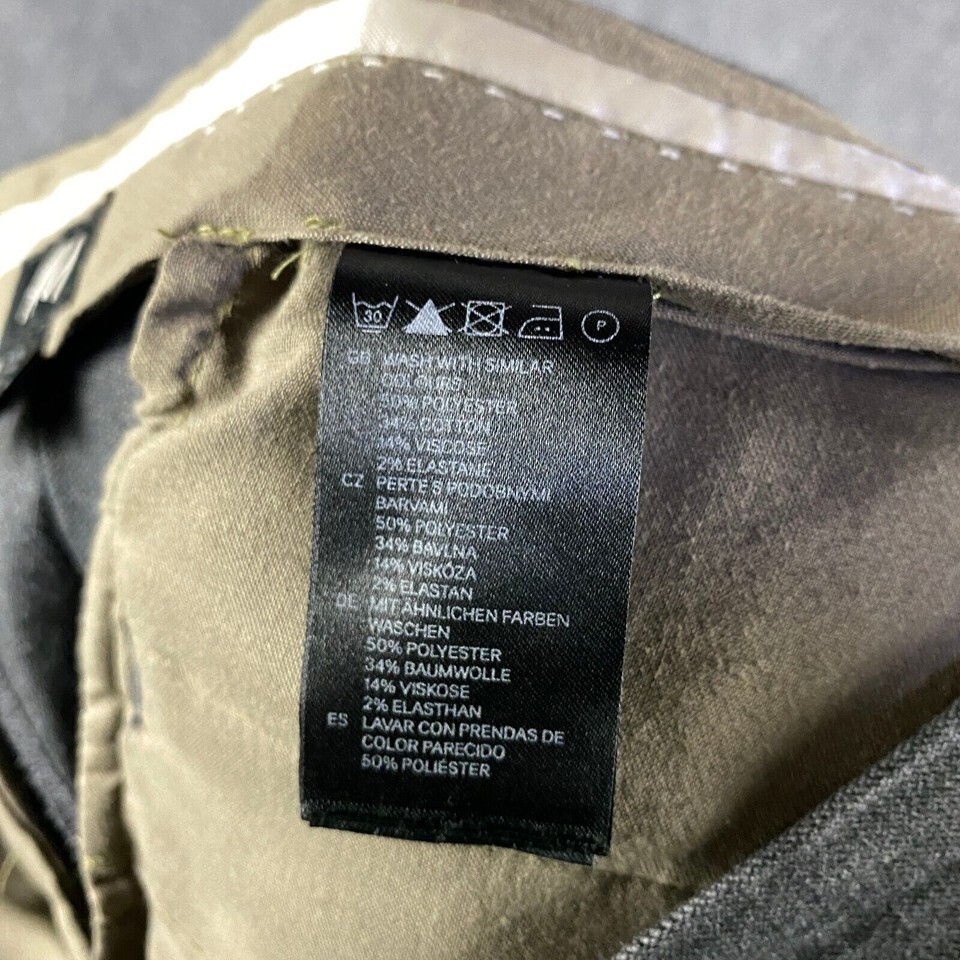 30
P
GB WASH WITH SIMILAR
COLOURS
50% POLYESTER
34% COTTON
14% VISCOSE
2% ELASTANE
CZ PERTE S PODOBNÝMI
BARVAMI
50% POLYESTER
34% BAVLNA
14% VISKÓZA
2% ELASTAN
DE MIT ÄHNLICHEN FARBEN
WASCHEN
50% POLYESTER
34% BAUMWOLLE
14% VISKOSE
2% ELASTHAN
ES LAVAR CON PRENDAS DE
COLOR PARECIDO
50% POLIÉSTER